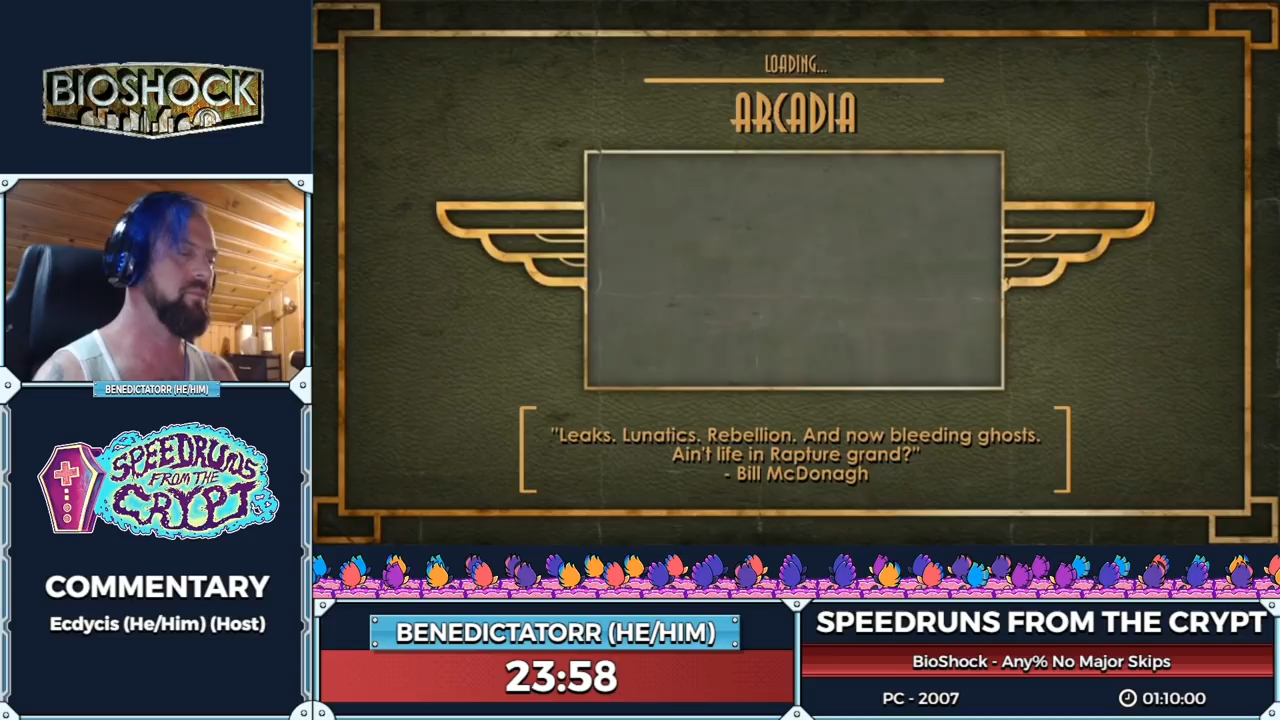 BIOSHOCK
LOADING...
ARCADIA
"Leaks. Lunatics. Rebellion. And now bleeding ghosts.
Ain't life in Rapture grand?"
- Bill McDonagh
BENEDICTATORR (HE/HIM)
SPEEDRUNS
FROM THE
CRYPT
COMMENTARY
Ecdycis (He/Him) (Host)
BENEDICTATORR (HE/HIM)
23:58
SPEEDRUNS FROM THE CRYPT
BioShock - Any% No Major Skips
PC - 2007
01:10:00